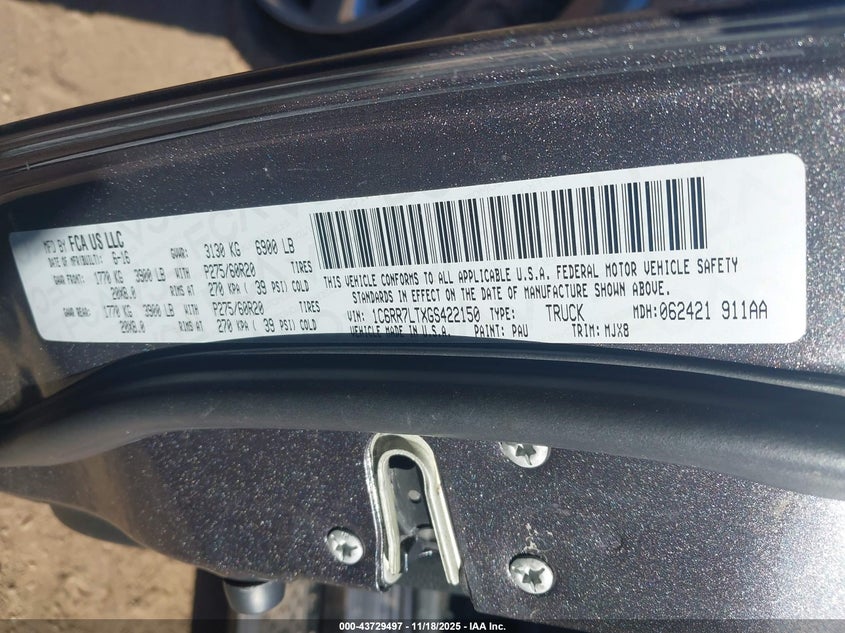 MFD BY FCA US LLC
DATE OF MFR(BUILT): 6-16 GVWR: 3130 KG 6900 LB
GAWR FRONT: 1770 KG 3900 LB WITH P275/60R20 TIRES
20X8.0 RIMS AT 270 KPA ( 39 PSI) COLD
GAWR REAR: 1770 KG 3900 LB WITH P275/60R20 TIRES
20X8.0 RIMS AT 270 KPA ( 39 PSI) COLD
THIS VEHICLE CONFORMS TO ALL APPLICABLE U.S.A. FEDERAL MOTOR VEHICLE SAFETY
STANDARDS IN EFFECT ON THE DATE OF MANUFACTURE SHOWN ABOVE.
VIN: 1C6RR7LTXGS422150 TYPE: TRUCK MDH: 062421 911AA
VEHICLE MADE IN U.S.A. PAINT: PAU TRIM: MJX8
000-43729497 - 11/18/2025 - IAA Inc.